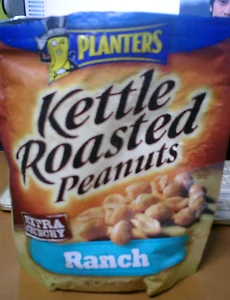 PLANTERS
Kettle
Roasted
Peanuts
EXTRA
CRUNCHY
Ranch